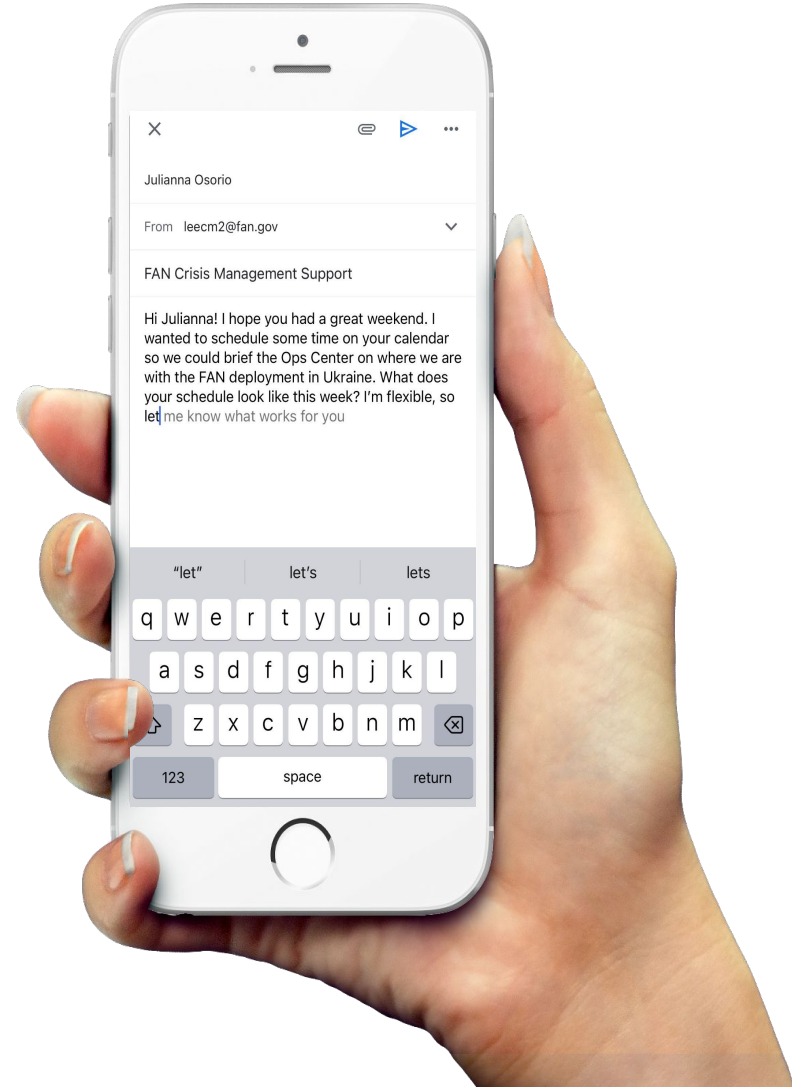 Julianna Osorio
From leecm2@fan.gov
FAN Crisis Management Support
Hi Julianna! I hope you had a great weekend. I
wanted to schedule some time on your calendar
so we could brief the Ops Center on where we are
with the FAN deployment in Ukraine. What does
your schedule look like this week? I’m flexible, so
let me know what works for you
“let” let’s lets
q w e r t y u i o p
a s d f g h j k l
z x c v b n m
123 space return